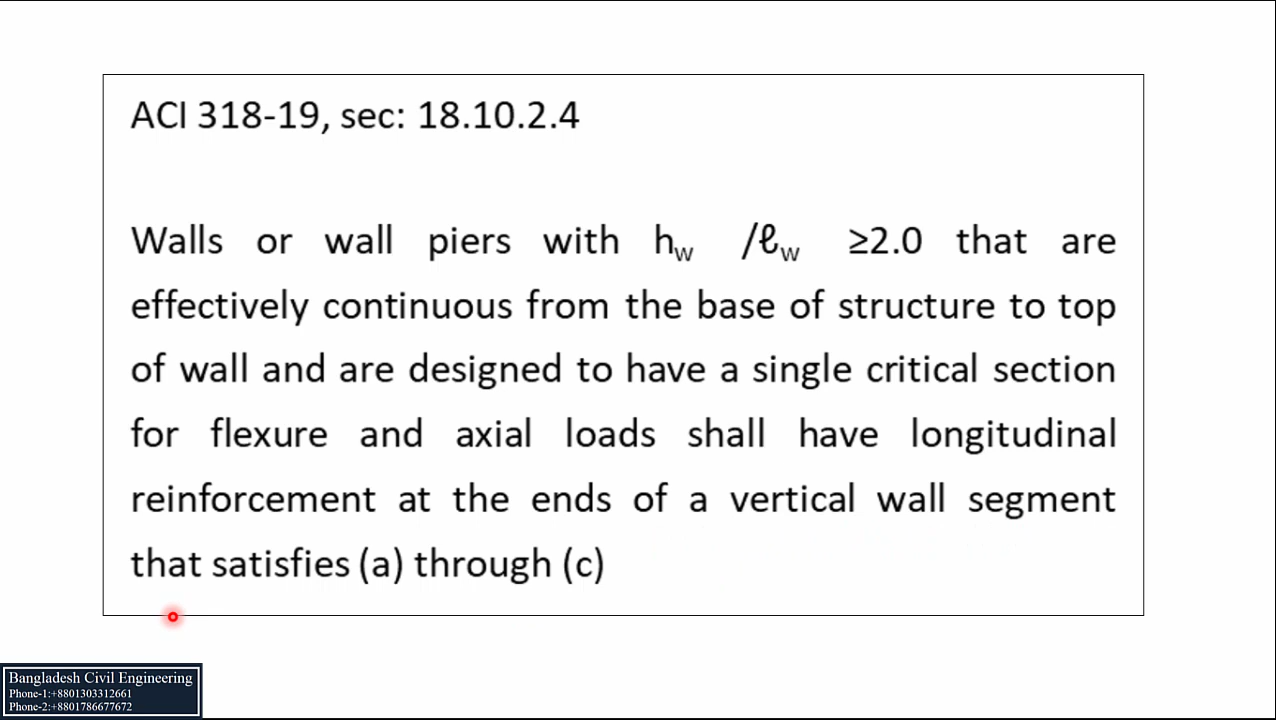 ACI 318-19, sec: 18.10.2.4
Walls or wall piers with hw /ℓw ≥2.0 that are
effectively continuous from the base of structure to top
of wall and are designed to have a single critical section
for flexure and axial loads shall have longitudinal
reinforcement at the ends of a vertical wall segment
that satisfies (a) through (c)
Bangladesh Civil Engineering
Phone-1:+8801303312661
Phone-2:+8801786677672